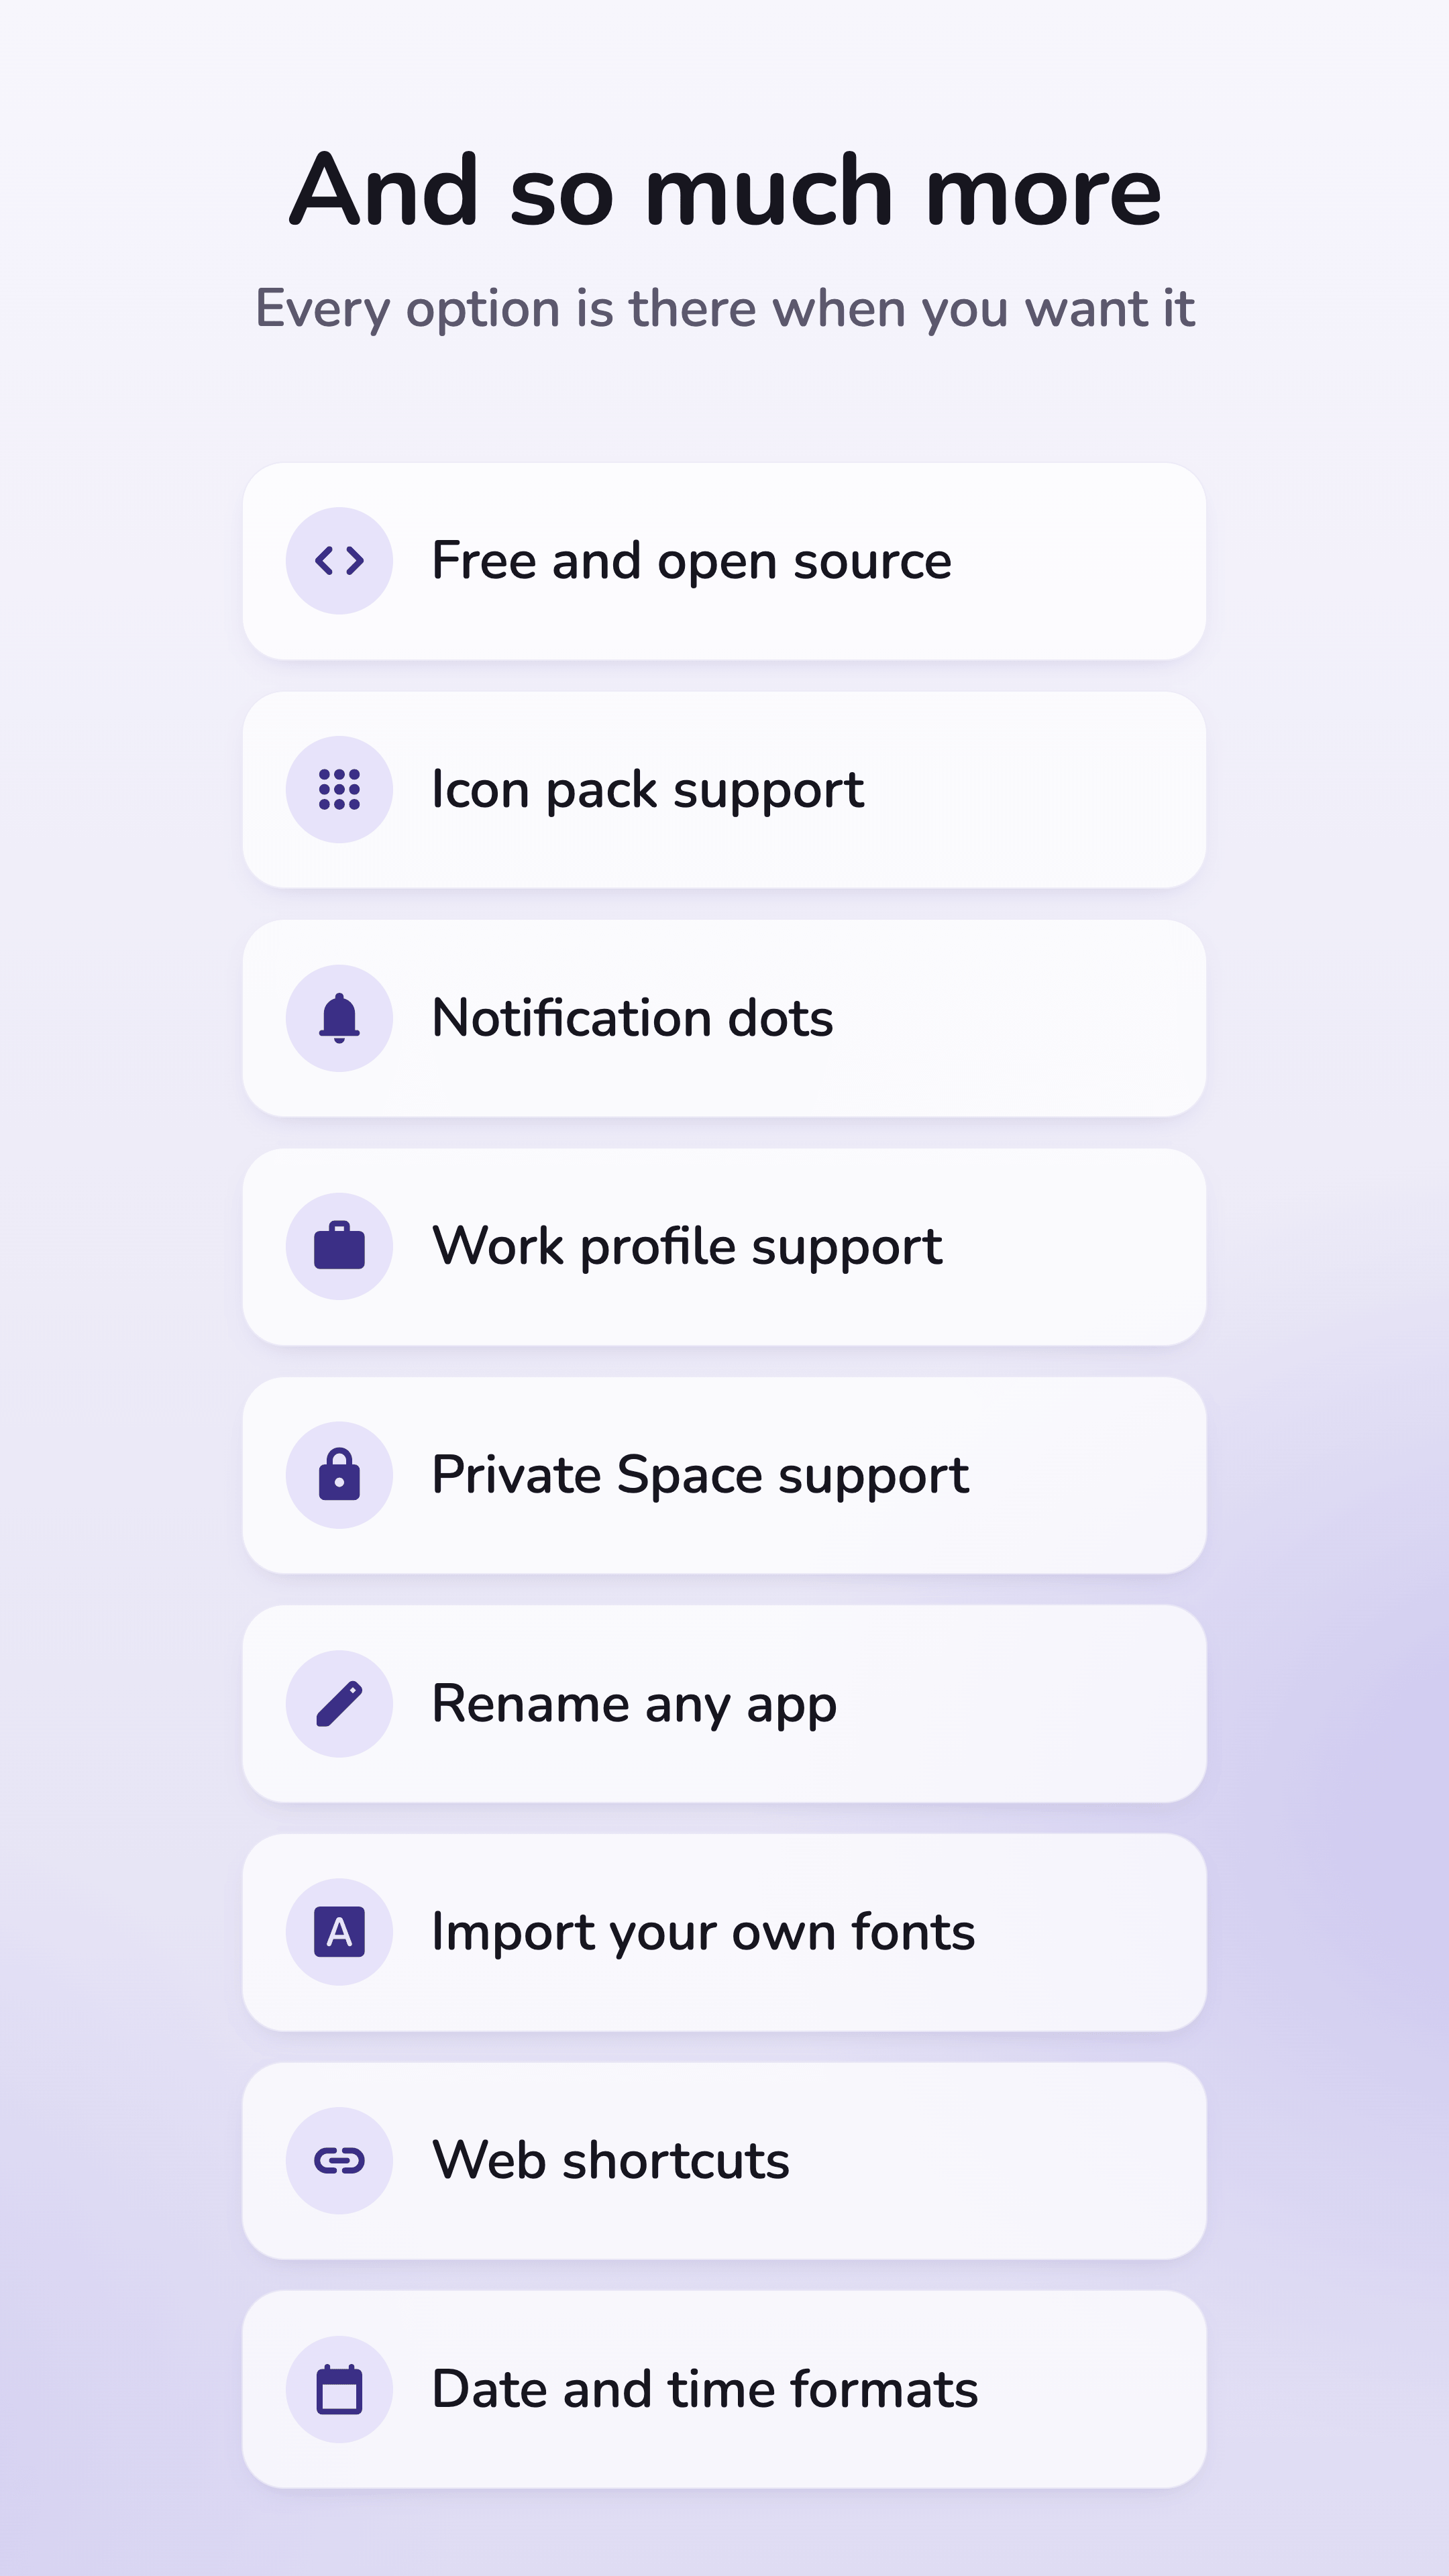 And so much more
Every option is there when you want it
Free and open source
Icon pack support
Notification dots
Work profile support
Private Space support
Rename any app
A
Import your own fonts
Web shortcuts
Date and time formats